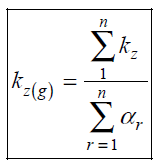 k_{z(g)} = \frac{\sum_{1}^{n} k_z}{\sum_{r=1}^{n} \alpha_r}